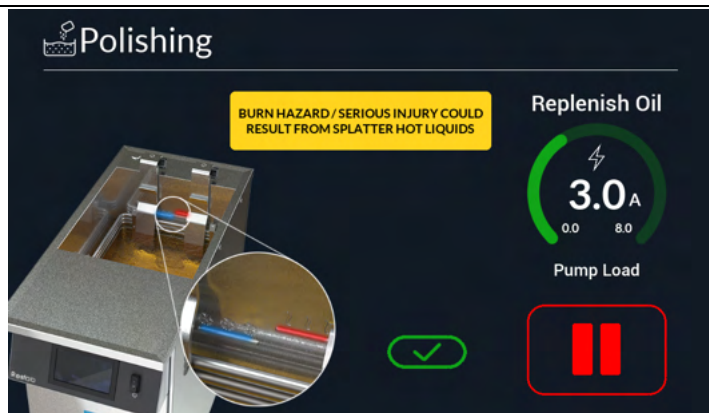 Polishing
BURN HAZARD / SERIOUS INJURY COULD
RESULT FROM SPLATTER HOT LIQUIDS
Replenish Oil
3.0 A
0.0 8.0
Pump Load